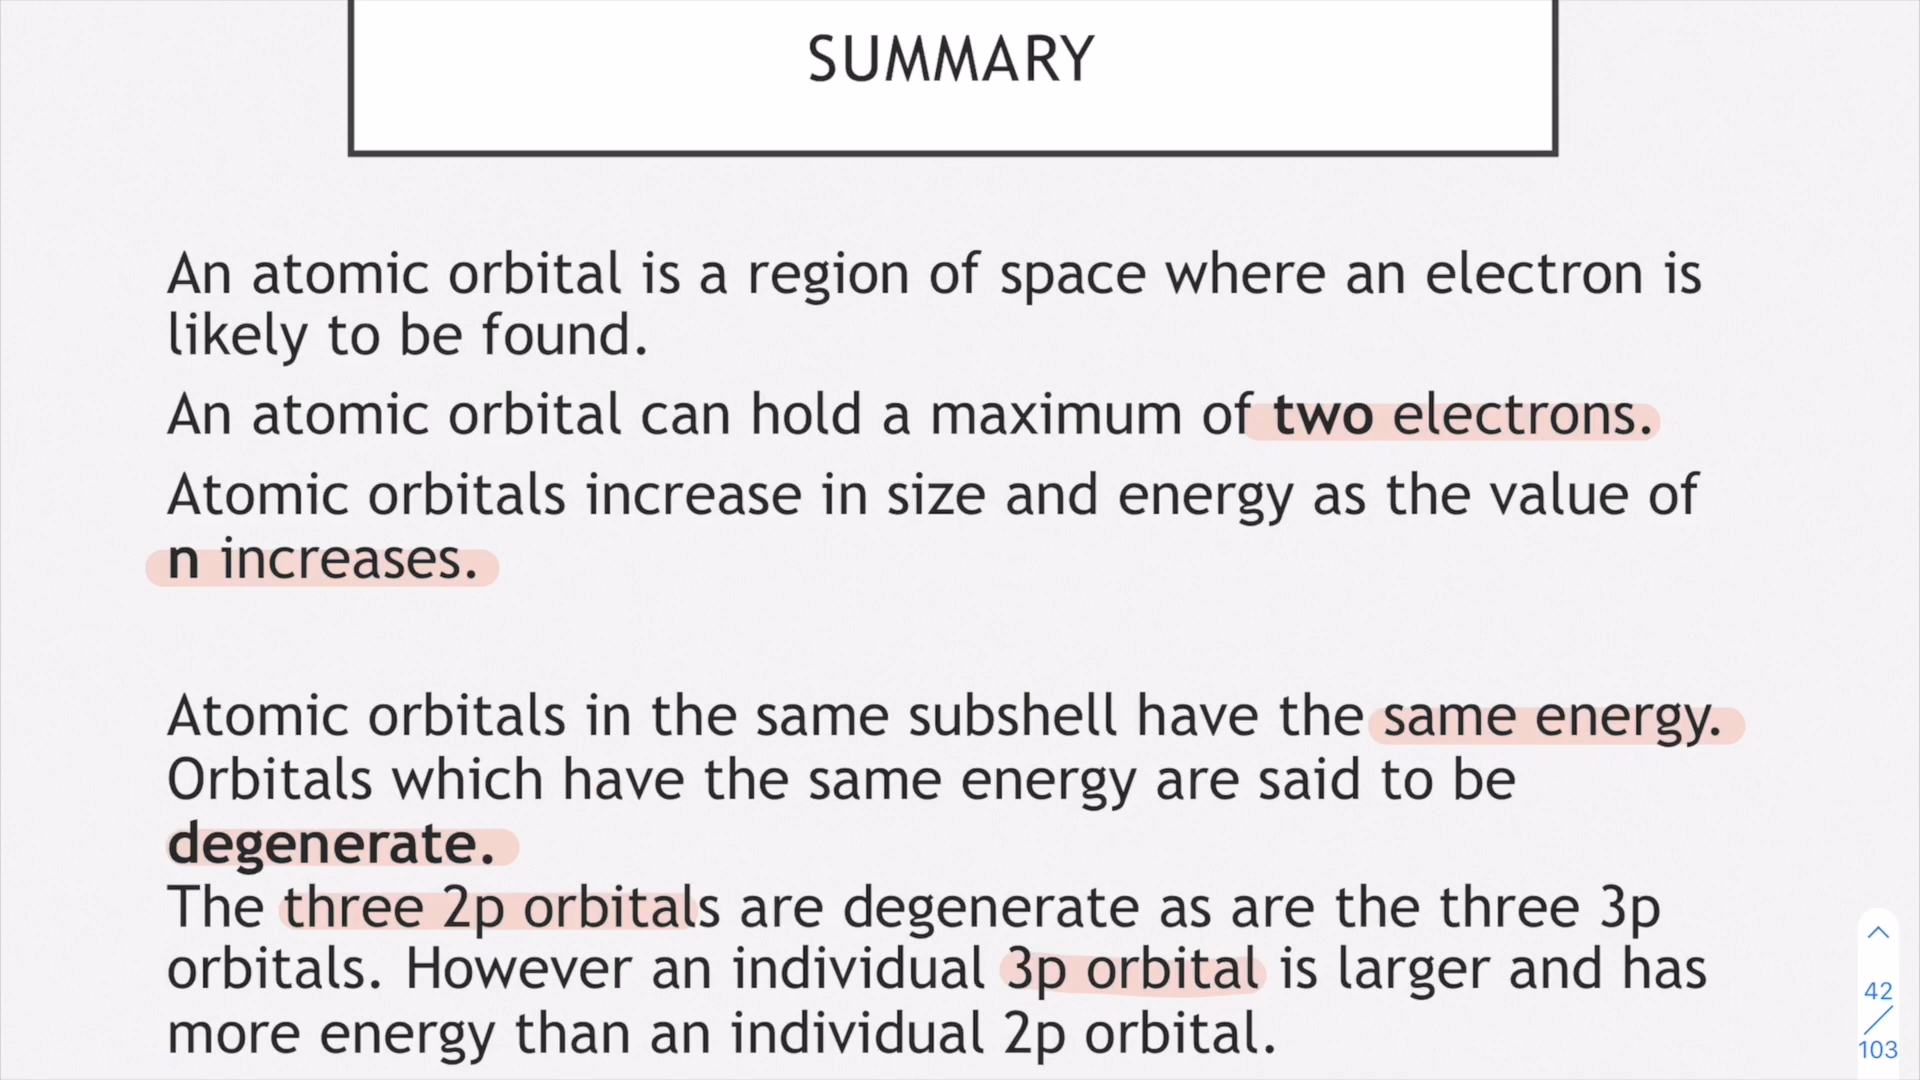 SUMMARY
An atomic orbital is a region of space where an electron is
likely to be found.
An atomic orbital can hold a maximum of two electrons.
Atomic orbitals increase in size and energy as the value of
n increases.
Atomic orbitals in the same subshell have the same energy.
Orbitals which have the same energy are said to be
degenerate.
The three 2p orbitals are degenerate as are the three 3p
orbitals. However an individual 3p orbital is larger and has
more energy than an individual 2p orbital.
42
/
103